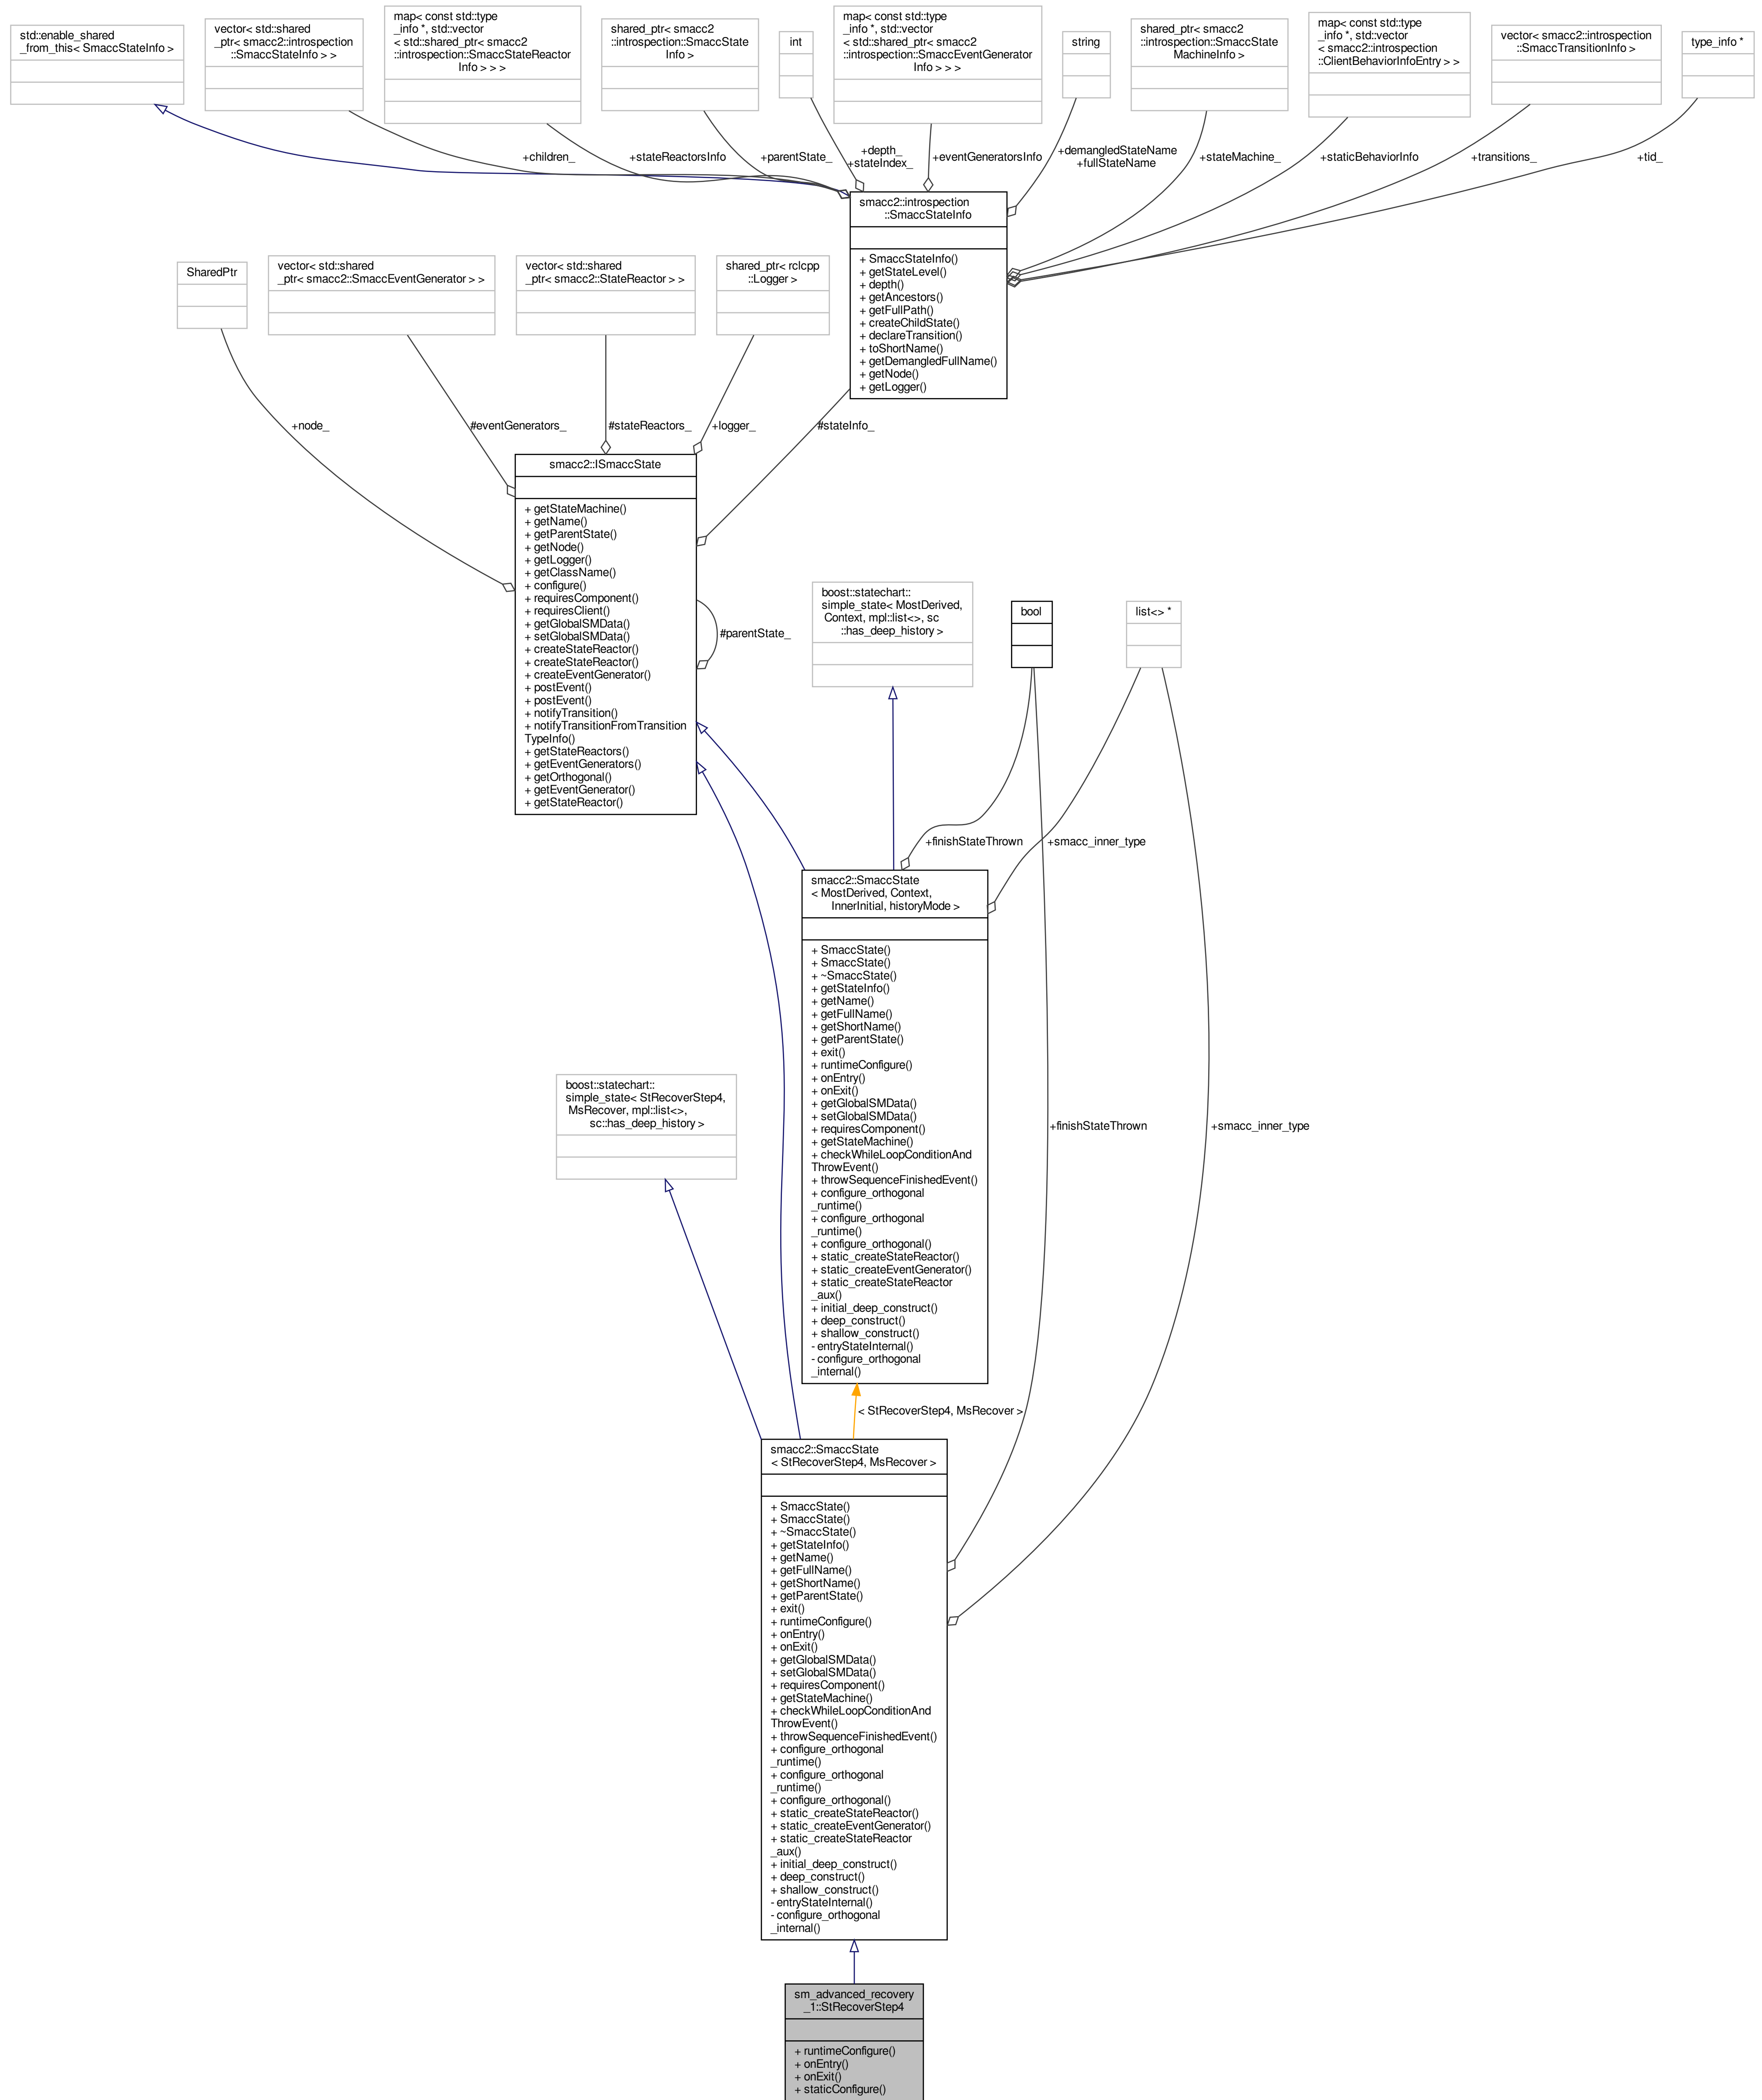 std::enable_shared
_from_this< SmaccStateInfo >
vector< std::shared
_ptr< smacc2::introspection
::SmaccStateInfo > >
map< const std::type
_info *, std::vector
< std::shared_ptr< smacc2
::introspection::SmaccStateReactor
Info > > >
shared_ptr< smacc2
::introspection::SmaccState
Info >
int
map< const std::type
_info *, std::vector
< std::shared_ptr< smacc2
::introspection::SmaccEventGenerator
Info > > >
string
shared_ptr< smacc2
::introspection::SmaccState
MachineInfo >
map< const std::type
_info *, std::vector
< smacc2::introspection
::ClientBehaviorInfoEntry > >
vector< smacc2::introspection
::SmaccTransitionInfo >
type_info *
+children_
+stateReactorsInfo
+parentState_
+depth_
+stateIndex_
+eventGeneratorsInfo
+demangledStateName
+fullStateName
+stateMachine_
+staticBehaviorInfo
+transitions_
+tid_
smacc2::introspection
::SmaccStateInfo
+ SmaccStateInfo()
+ getStateLevel()
+ depth()
+ getAncestors()
+ getFullPath()
+ createChildState()
+ declareTransition()
+ toShortName()
+ getDemangledFullName()
+ getNode()
+ getLogger()
SharedPtr
vector< std::shared
_ptr< smacc2::SmaccEventGenerator > >
vector< std::shared
_ptr< smacc2::StateReactor > >
shared_ptr< rclcpp
::Logger >
+node_
#eventGenerators_
#stateReactors_
+logger_
#stateInfo_
smacc2::ISmaccState
+ getStateMachine()
+ getName()
+ getParentState()
+ getNode()
+ getLogger()
+ getClassName()
+ configure()
+ requiresComponent()
+ requiresClient()
+ getGlobalSMData()
+ setGlobalSMData()
+ createStateReactor()
+ createStateReactor()
+ createEventGenerator()
+ postEvent()
+ postEvent()
+ notifyTransition()
+ notifyTransitionFromTransition
TypeInfo()
+ getStateReactors()
+ getEventGenerators()
+ getOrthogonal()
+ getEventGenerator()
+ getStateReactor()
#parentState_
boost::statechart::
simple_state< MostDerived,
Context, mpl::list<>, sc
::has_deep_history >
bool
list<> *
+finishStateThrown
+smacc_inner_type
smacc2::SmaccState
< MostDerived, Context,
InnerInitial, historyMode >
+ SmaccState()
+ SmaccState()
+ ~SmaccState()
+ getStateInfo()
+ getName()
+ getFullName()
+ getShortName()
+ getParentState()
+ exit()
+ runtimeConfigure()
+ onEntry()
+ onExit()
+ getGlobalSMData()
+ setGlobalSMData()
+ requiresComponent()
+ getStateMachine()
+ checkWhileLoopConditionAnd
ThrowEvent()
+ throwSequenceFinishedEvent()
+ configure_orthogonal
_runtime()
+ configure_orthogonal
_runtime()
+ configure_orthogonal()
+ static_createStateReactor()
+ static_createEventGenerator()
+ static_createStateReactor
_aux()
+ initial_deep_construct()
+ deep_construct()
+ shallow_construct()
- entryStateInternal()
- configure_orthogonal
_internal()
boost::statechart::
simple_state< StRecoverStep4,
MsRecover, mpl::list<>,
sc::has_deep_history >
+finishStateThrown
+smacc_inner_type
< StRecoverStep4, MsRecover >
smacc2::SmaccState
< StRecoverStep4, MsRecover >
+ SmaccState()
+ SmaccState()
+ ~SmaccState()
+ getStateInfo()
+ getName()
+ getFullName()
+ getShortName()
+ getParentState()
+ exit()
+ runtimeConfigure()
+ onEntry()
+ onExit()
+ getGlobalSMData()
+ setGlobalSMData()
+ requiresComponent()
+ getStateMachine()
+ checkWhileLoopConditionAnd
ThrowEvent()
+ throwSequenceFinishedEvent()
+ configure_orthogonal
_runtime()
+ configure_orthogonal
_runtime()
+ configure_orthogonal()
+ static_createStateReactor()
+ static_createEventGenerator()
+ static_createStateReactor
_aux()
+ initial_deep_construct()
+ deep_construct()
+ shallow_construct()
- entryStateInternal()
- configure_orthogonal
_internal()
sm_advanced_recovery
_1::StRecoverStep4
+ runtimeConfigure()
+ onEntry()
+ onExit()
+ staticConfigure()